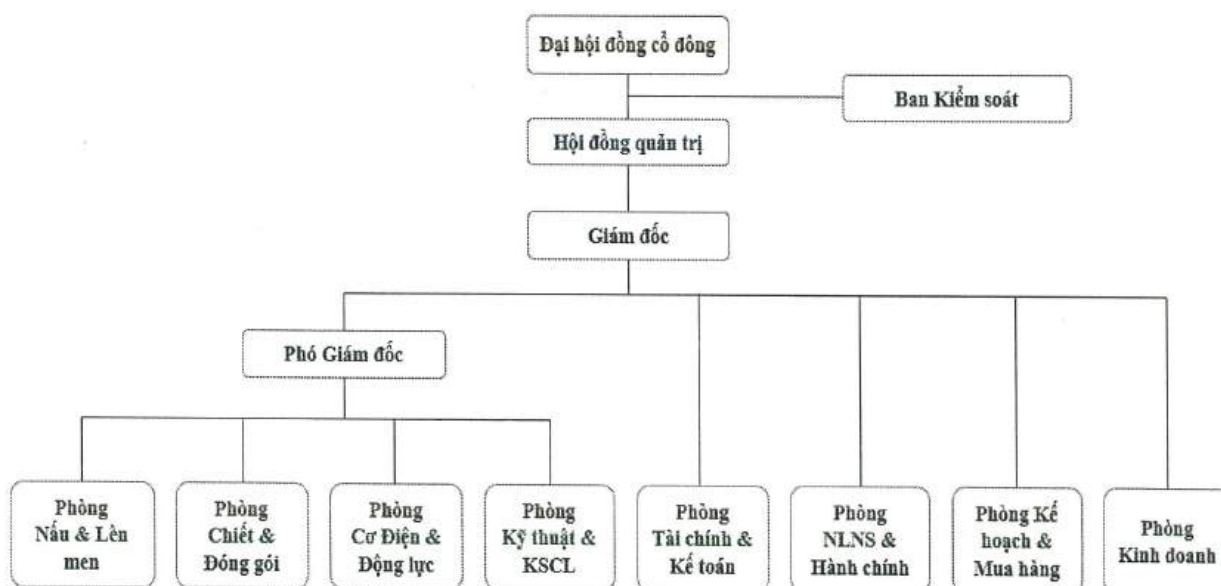 Đại hội đồng cổ đông
Ban Kiểm soát
Hội đồng quản trị
Giám đốc
Phó Giám đốc
Phòng
Nấu & Lên
men
Phòng
Chiết &
Đóng gói
Phòng
Cơ Điện &
Động lực
Phòng
Kỹ thuật &
KSCL
Phòng
Tài chính &
Kế toán
Phòng
NLNS &
Hành chính
Phòng Kế
hoạch &
Mua hàng
Phòng
Kinh doanh